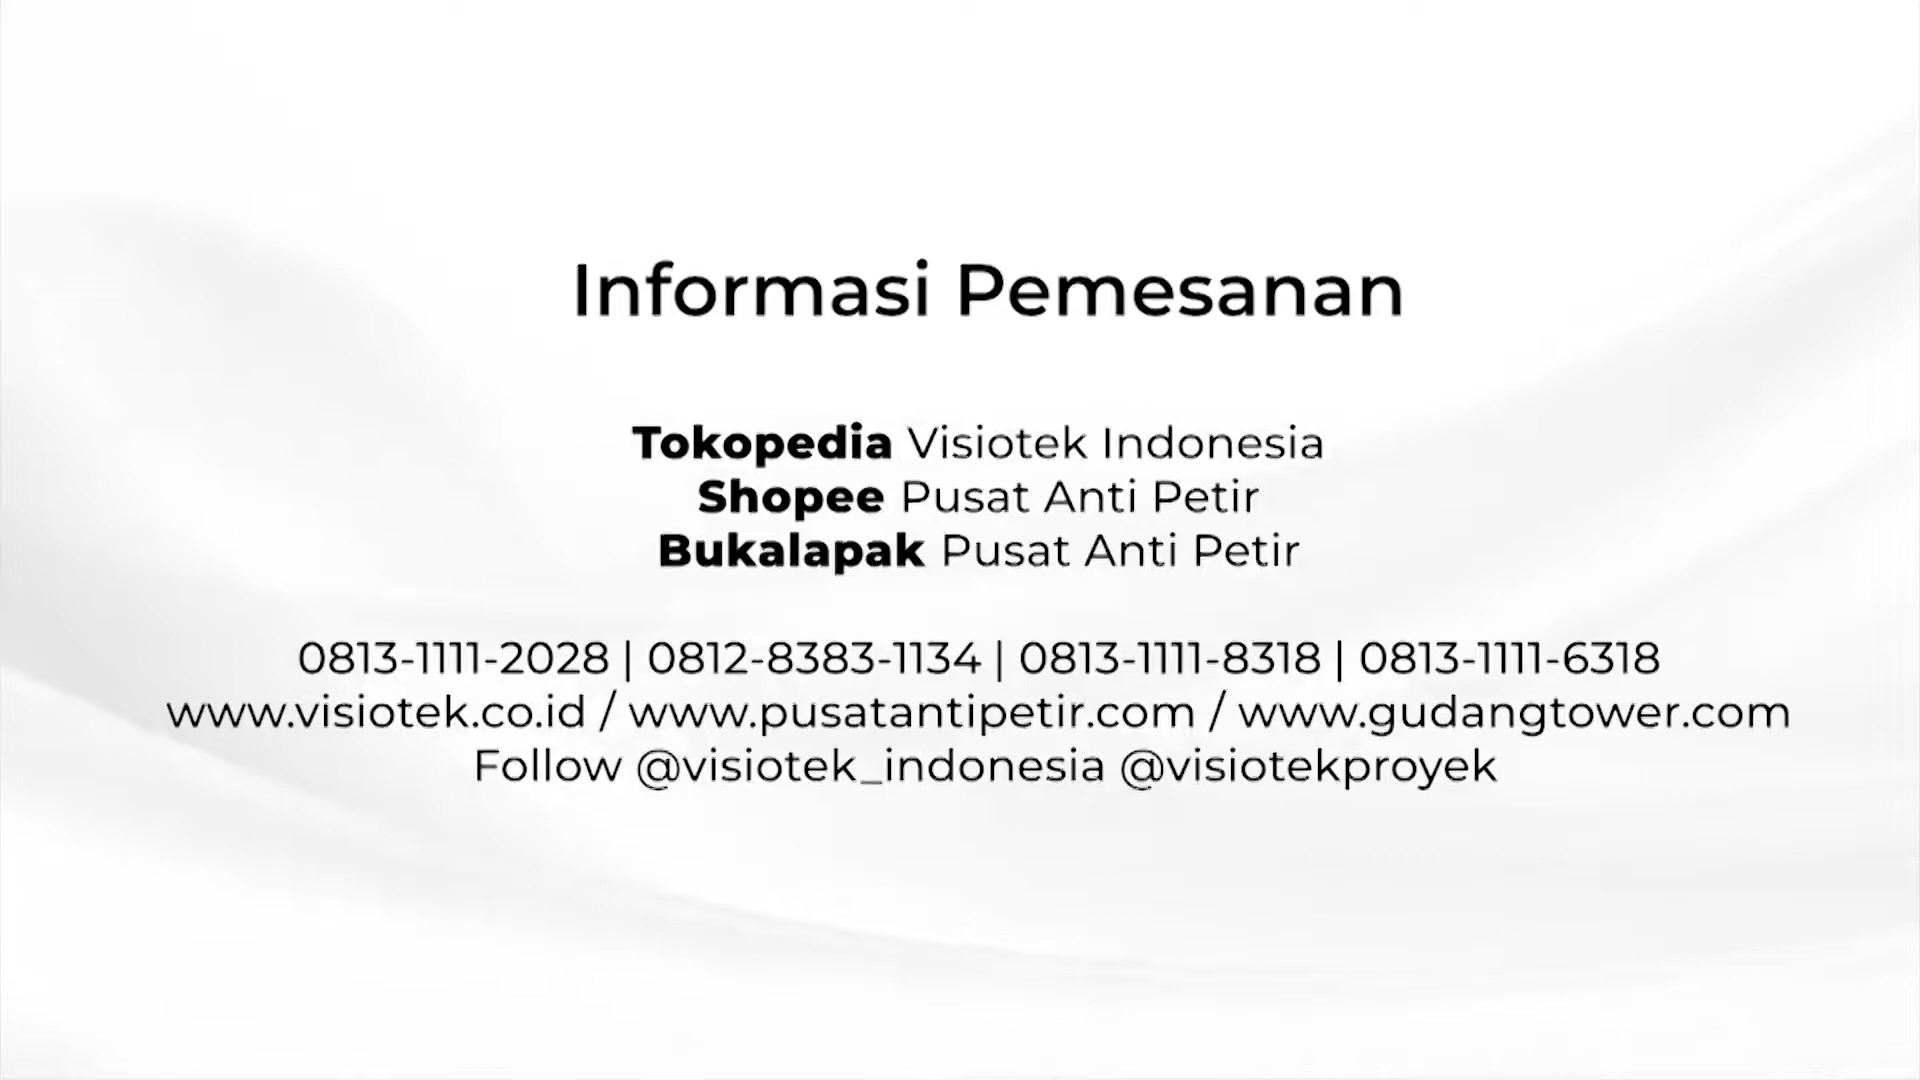 Informasi Pemesanan
Tokopedia Visiotek Indonesia
Shopee Pusat Anti Petir
Bukalapak Pusat Anti Petir
0813-1111-2028 | 0812-8383-1134 | 0813-1111-8318 | 0813-1111-6318
www.visiotek.co.id / www.pusatantipetir.com / www.gudangtower.com
Follow @visiotek_indonesia @visiotekproyek